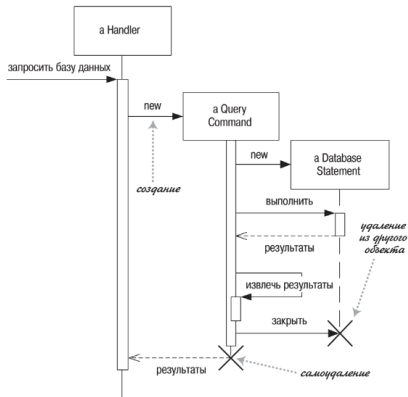 a Handler
запросить базу данных
new
a Query
Command
создание
new
a Database
Statement
выполнить
удаление
из другого
объекта
результаты
извлечь результаты
закрыть
результаты
самоудаление